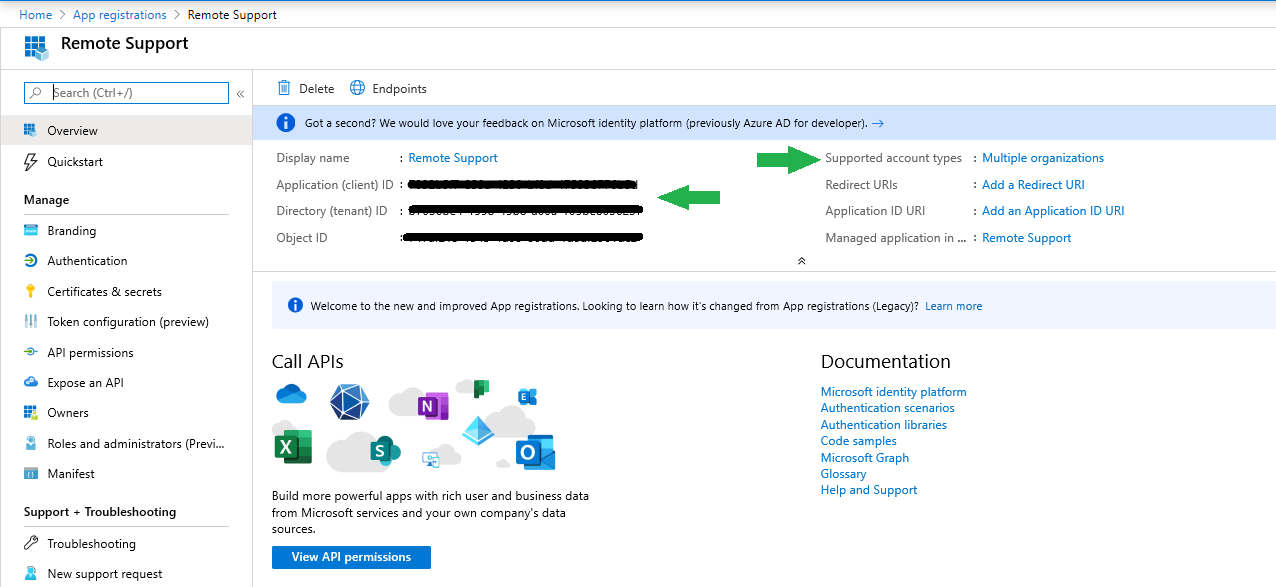 Home > App registrations > Remote Support
Remote Support
Search (Ctrl+/)
«
Overview
Quickstart
Manage
Branding
Authentication
Certificates & secrets
Token configuration (preview)
API permissions
Expose an API
Owners
Roles and administrators (Previ...
Manifest
Support + Troubleshooting
Troubleshooting
New support request
Delete Endpoints
Got a second? We would love your feedback on Microsoft identity platform (previously Azure AD for developer). →
Display name : Remote Support
Application (client) ID :
Directory (tenant) ID :
Object ID :
Supported account types : Multiple organizations
Redirect URIs : Add a Redirect URI
Application ID URI : Add an Application ID URI
Managed application in ... : Remote Support
Welcome to the new and improved App registrations. Looking to learn how it's changed from App registrations (Legacy)? Learn more
Call APIs
N
E
X
S
O
Build more powerful apps with rich user and business data
from Microsoft services and your own company's data
sources.
View API permissions
Documentation
Microsoft identity platform
Authentication scenarios
Authentication libraries
Code samples
Microsoft Graph
Glossary
Help and Support